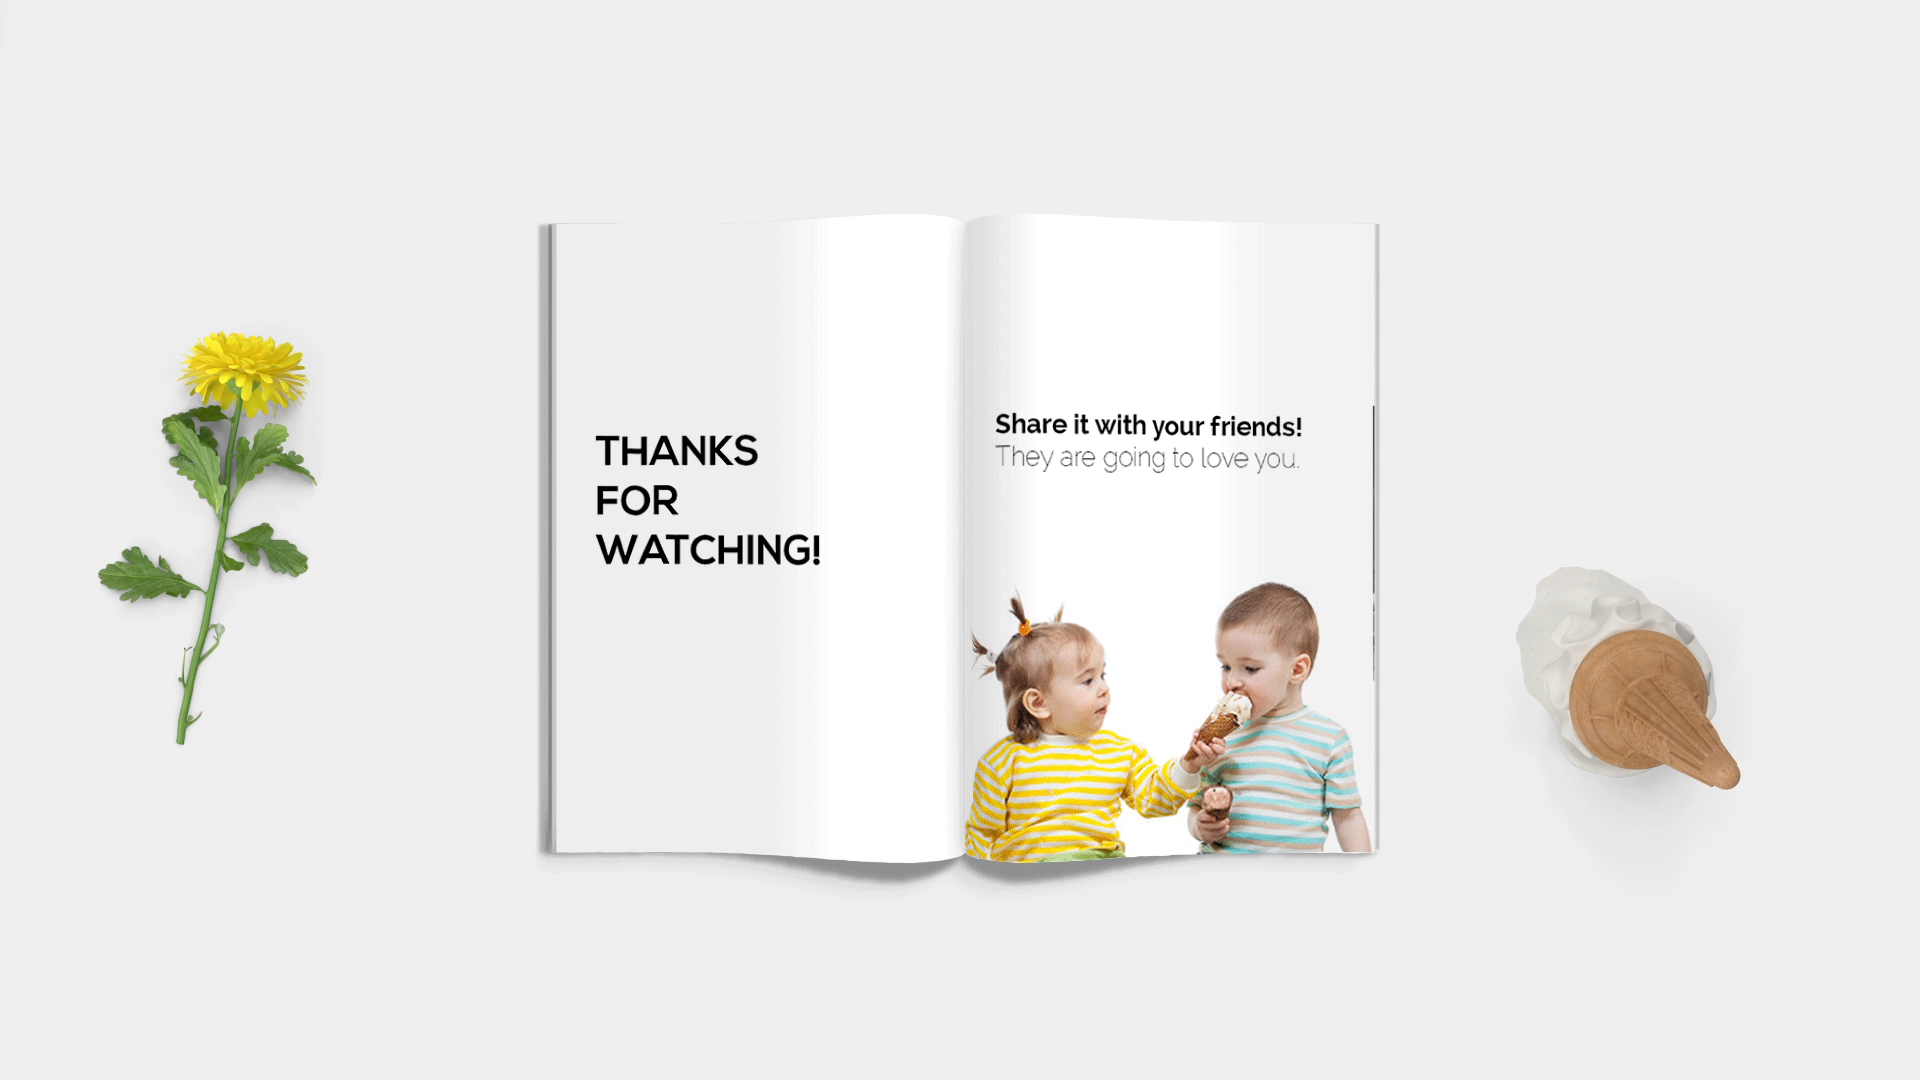 THANKS
FOR
WATCHING!
Share it with your friends!
They are going to love you.